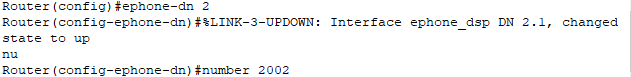 Router(config)#ephone-dn 2
Router(config-ephone-dn)#%LINK-3-UPDOWN: Interface ephone_dsp DN 2.1, changed
state to up
nu
Router(config-ephone-dn)#number 2002